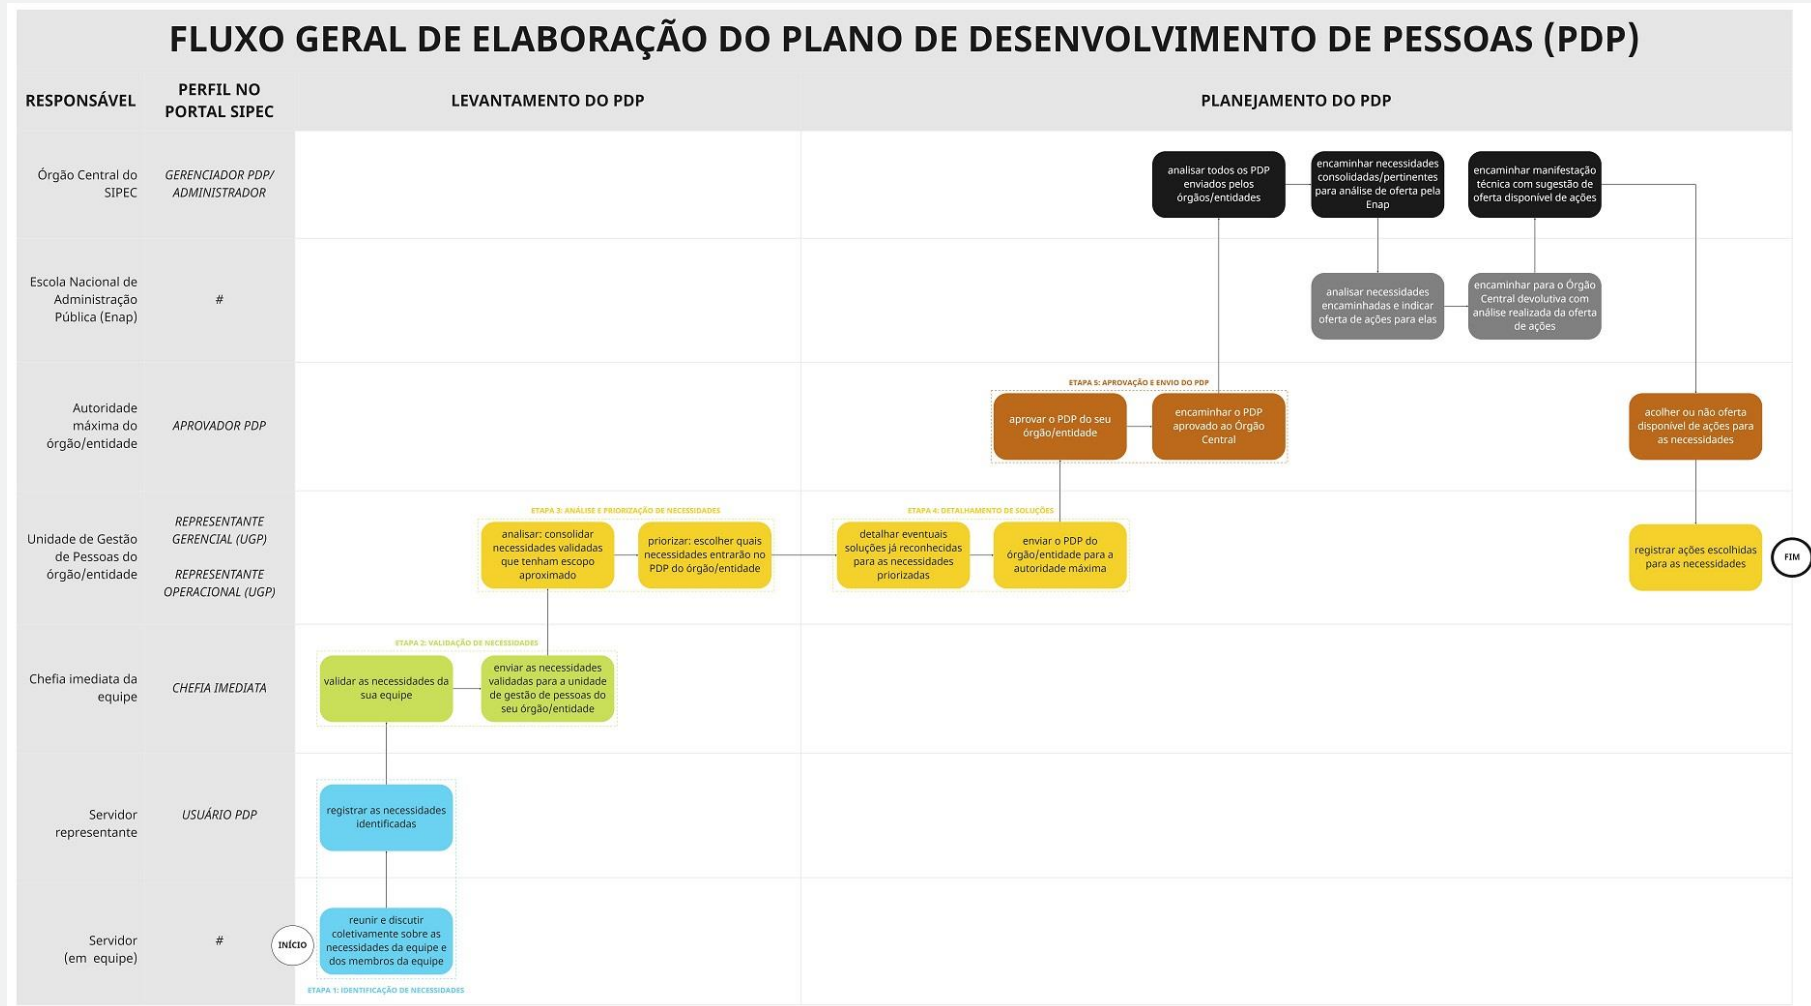 FLUXO GERAL DE ELABORAÇÃO DO PLANO DE DESENVOLVIMENTO DE PESSOAS (PDP)
RESPONSÁVEL
PERFIL NO
PORTAL SIPEC
LEVANTAMENTO DO PDP
PLANEJAMENTO DO PDP
Órgão Central do
SIPEC
GERENCIADOR PDP/
ADMINISTRADOR
analisar todos os PDP
enviados pelos
órgãos/entidades
encaminhar necessidades
consolidadas/pertinentes
para análise de oferta pela
Enap
encaminhar manifestação
técnica com sugestão de
oferta disponível de ações
Escola Nacional de
Administração
Pública (Enap)
#
analisar necessidades
encaminhadas e indicar
oferta de ações para elas
encaminhar para o Órgão
Central devolutiva com
análise realizada da oferta
de ações
Autoridade
máxima do
órgão/entidade
APROVADOR PDP
ETAPA 5: APROVAÇÃO E ENVIO DO PDP
aprovar o PDP do seu
órgão/entidade
encaminhar o PDP
aprovado ao Órgão
Central
acolher ou não oferta
disponível de ações para
as necessidades
Unidade de Gestão
de Pessoas do
órgão/entidade
REPRESENTANTE
GERENCIAL (UGP)
REPRESENTANTE
OPERACIONAL (UGP)
ETAPA 3: ANÁLISE E PRIORIZAÇÃO DE NECESSIDADES
analisar: consolidar
necessidades validadas
que tenham escopo
aproximado
priorizar: escolher quais
necessidades entrarão no
PDP do órgão/entidade
ETAPA 4: DETALHAMENTO DE SOLUÇÕES
detalhar eventuais
soluções já reconhecidas
para as necessidades
priorizadas
enviar o PDP do
órgão/entidade para a
autoridade máxima
registrar ações escolhidas
para as necessidades
FIM
Chefia imediata da
equipe
CHEFIA IMEDIATA
ETAPA 2: VALIDAÇÃO DE NECESSIDADES
validar as necessidades da
sua equipe
enviar as necessidades
validadas para a unidade
de gestão de pessoas do
seu órgão/entidade
Servidor
representante
USUÁRIO PDP
registrar as necessidades
identificadas
Servidor
(em equipe)
#
INÍCIO
reunir e discutir
coletivamente sobre as
necessidades da equipe e
dos membros da equipe
ETAPA 1: IDENTIFICAÇÃO DE NECESSIDADES